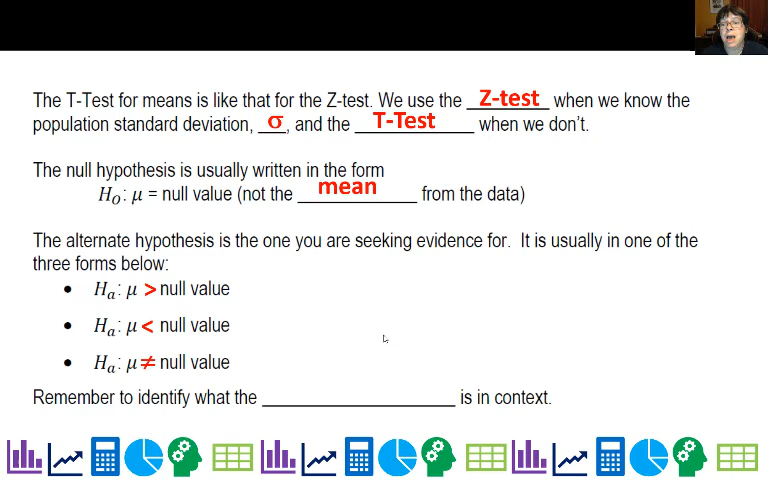 The T-Test for means is like that for the Z-test. We use the Z-test when we know the
population standard deviation, σ, and the T-Test when we don't.
The null hypothesis is usually written in the form
Ho: μ = null value (not the mean from the data)
The alternate hypothesis is the one you are seeking evidence for. It is usually in one of the
three forms below:
• Ha: μ > null value
• Ha: μ < null value
• Ha: μ ≠ null value
Remember to identify what the ____________________ is in context.